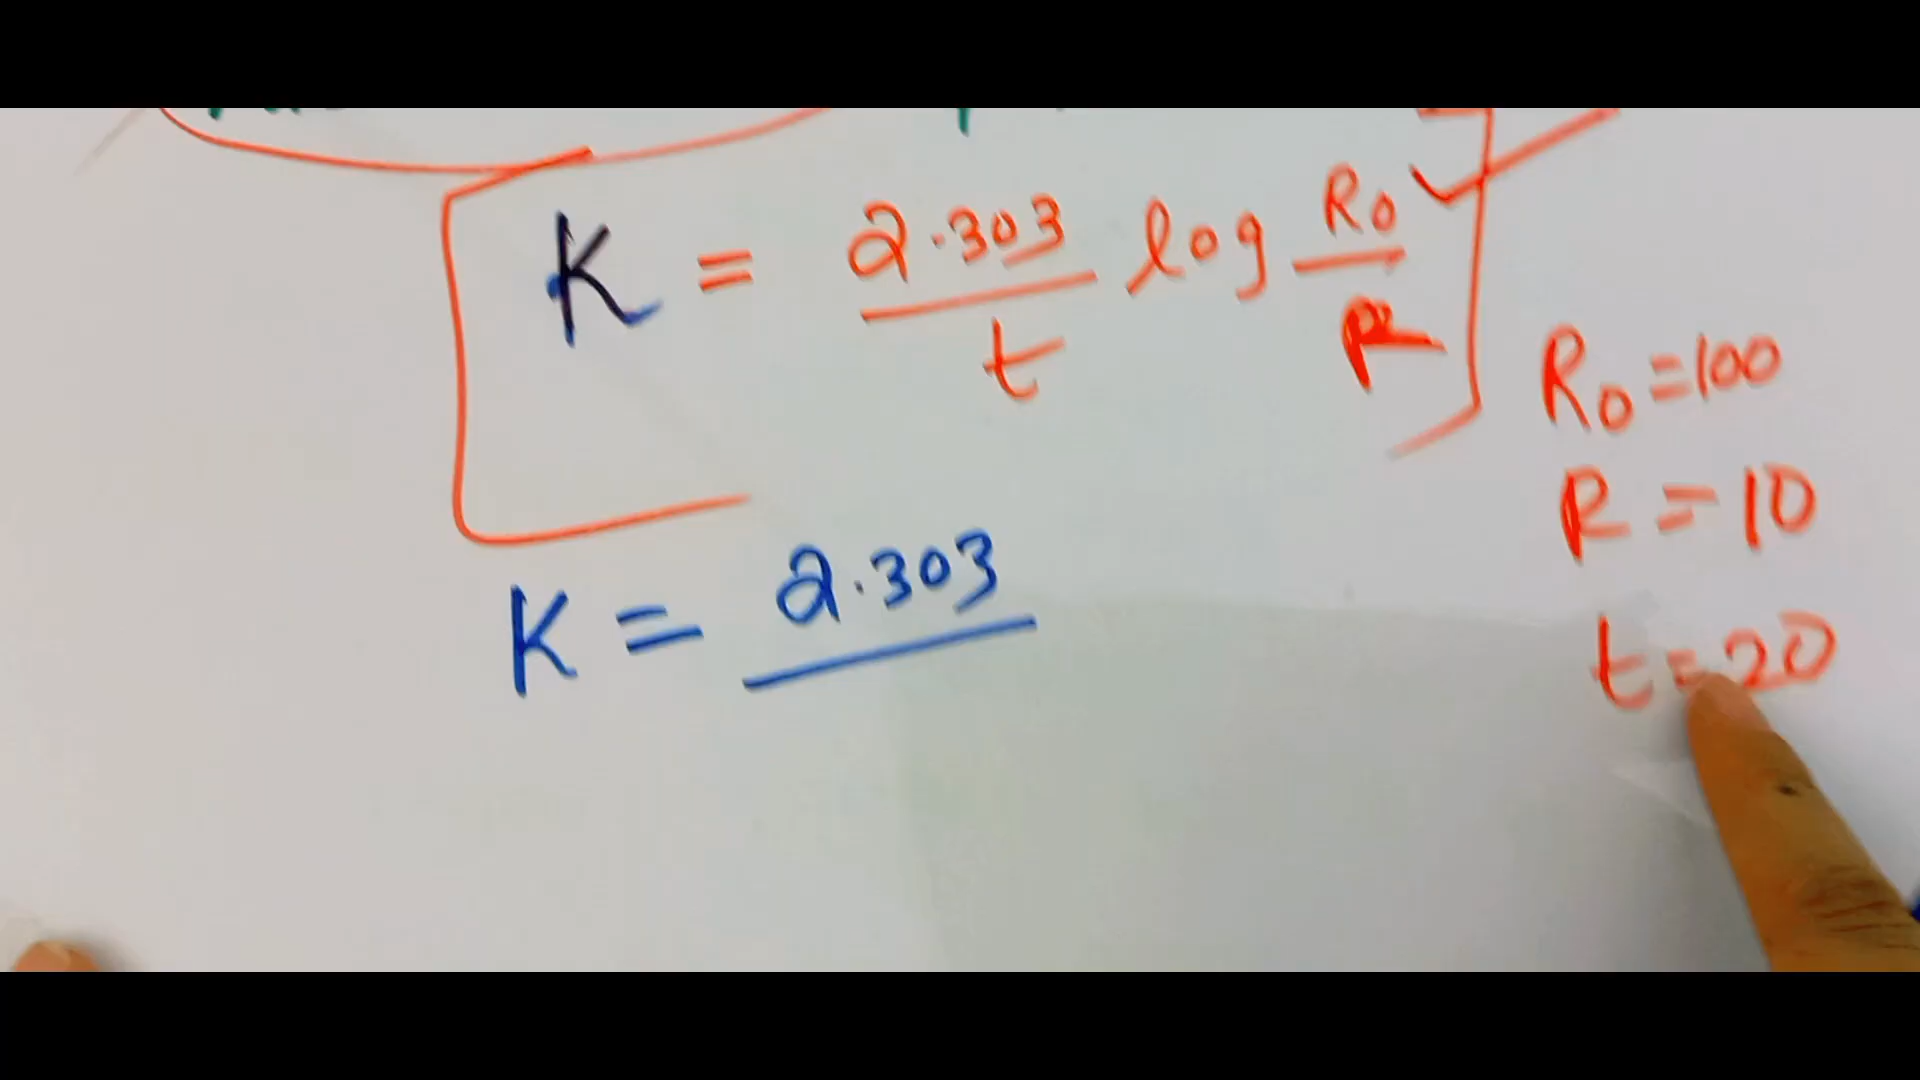 K = 2.303/t log R0/R
R0 = 100
R = 10
t = 20
K = 2.303